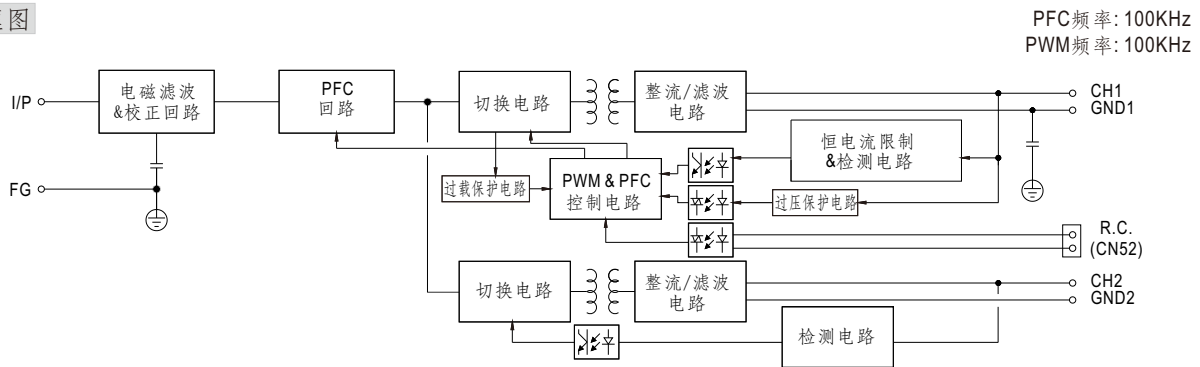 图
PFC频率: 100KHz
PWM频率: 100KHz
I/P
电磁滤波
&校正回路
PFC
回路
切换电路
整流/滤波
电路
CH1
GND1
恒电流限制
&检测电路
FG
过载保护电路
PWM & PFC
控制电路
过压保护电路
R.C.
(CN52)
切换电路
整流/滤波
电路
CH2
GND2
检测电路